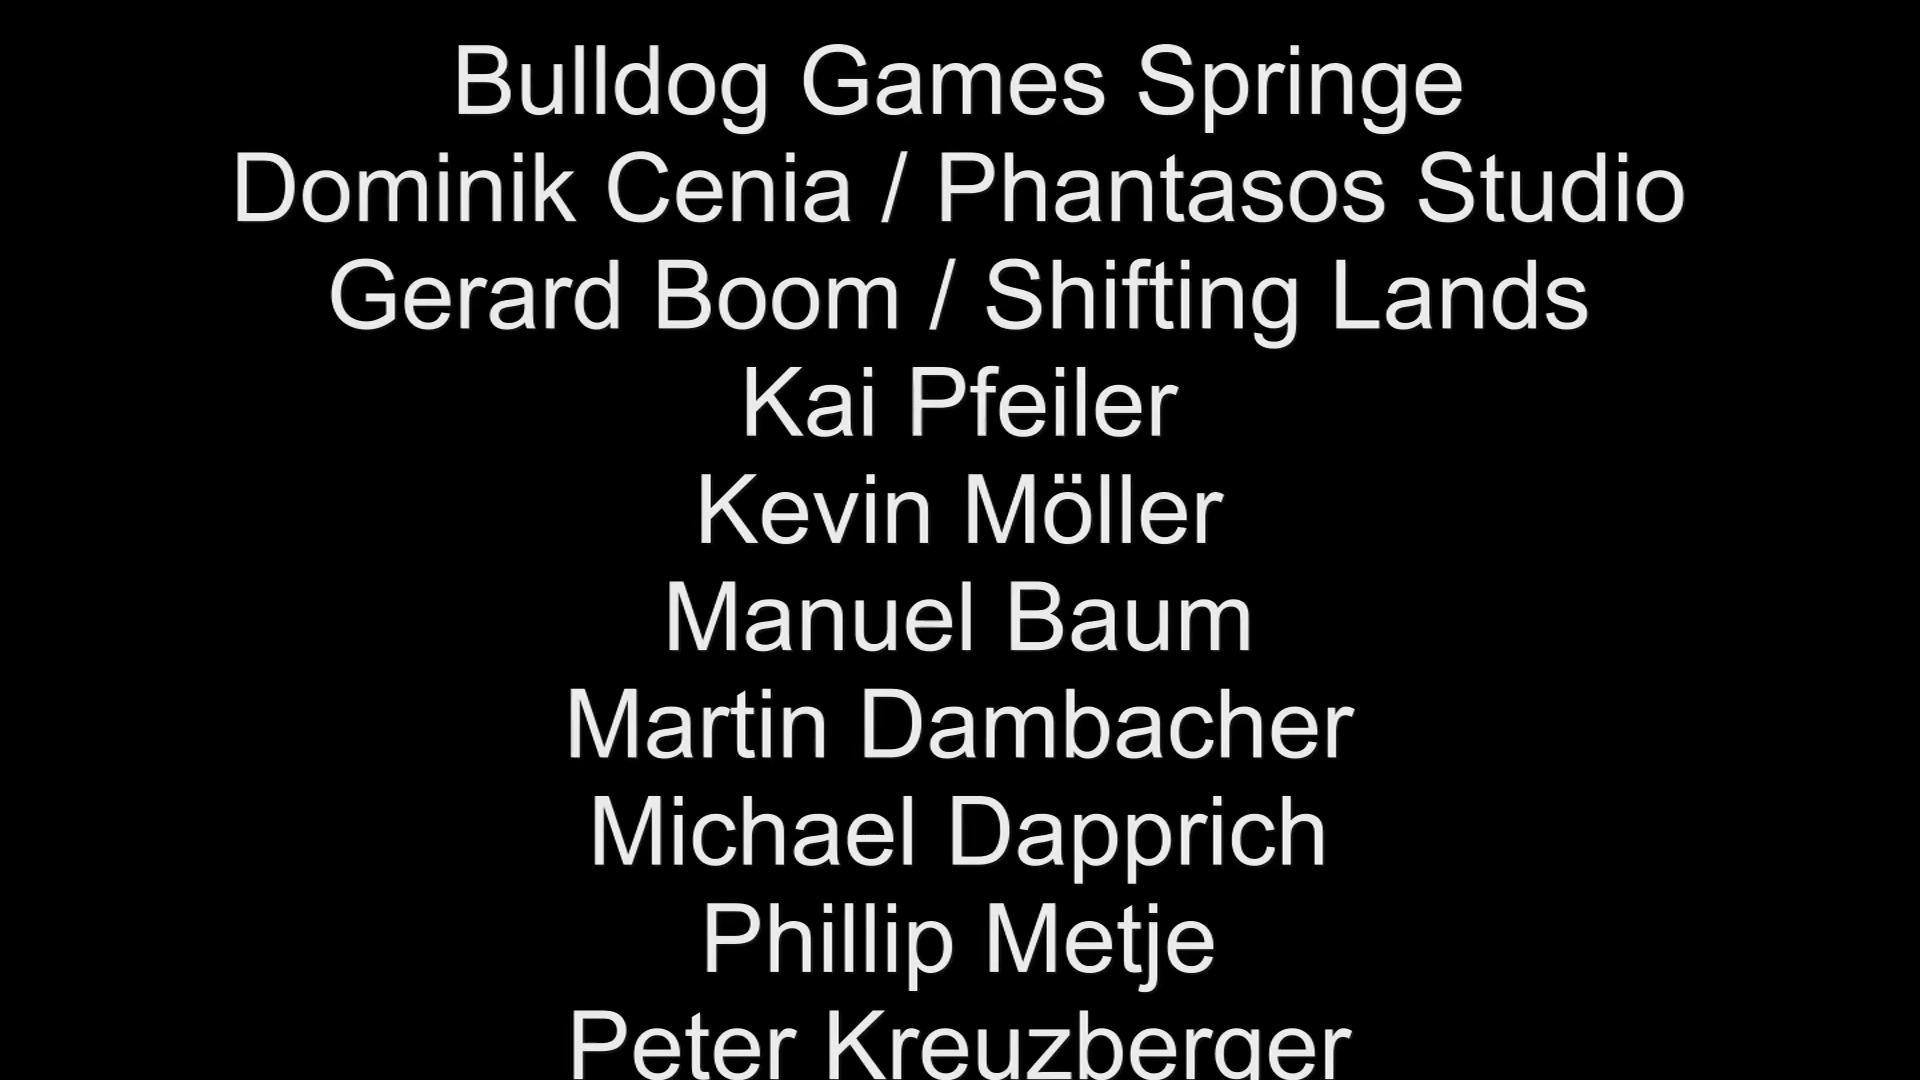 Bulldog Games Springe
Dominik Cenia / Phantasos Studio
Gerard Boom / Shifting Lands
Kai Pfeiler
Kevin Möller
Manuel Baum
Martin Dambacher
Michael Dapprich
Phillip Metje
Peter Kreuzberger